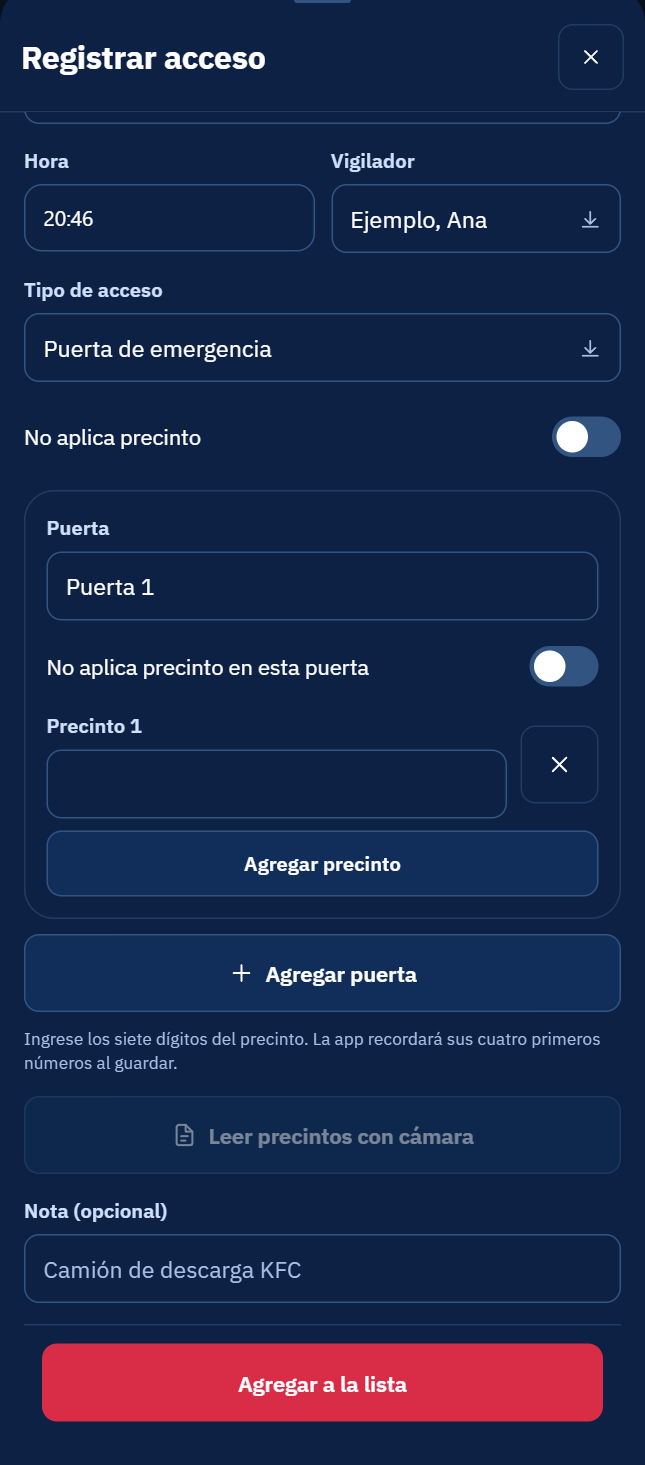 Registrar acceso
Hora
Vigilador
20:46
Ejemplo, Ana
Tipo de acceso
Puerta de emergencia
No aplica precinto
Puerta
Puerta 1
No aplica precinto en esta puerta
Precinto 1
Agregar precinto
Agregar puerta
Ingrese los siete dígitos del precinto. La app recordará sus cuatro primeros
números al guardar.
Leer precintos con cámara
Nota (opcional)
Camión de descarga KFC
Agregar a la lista